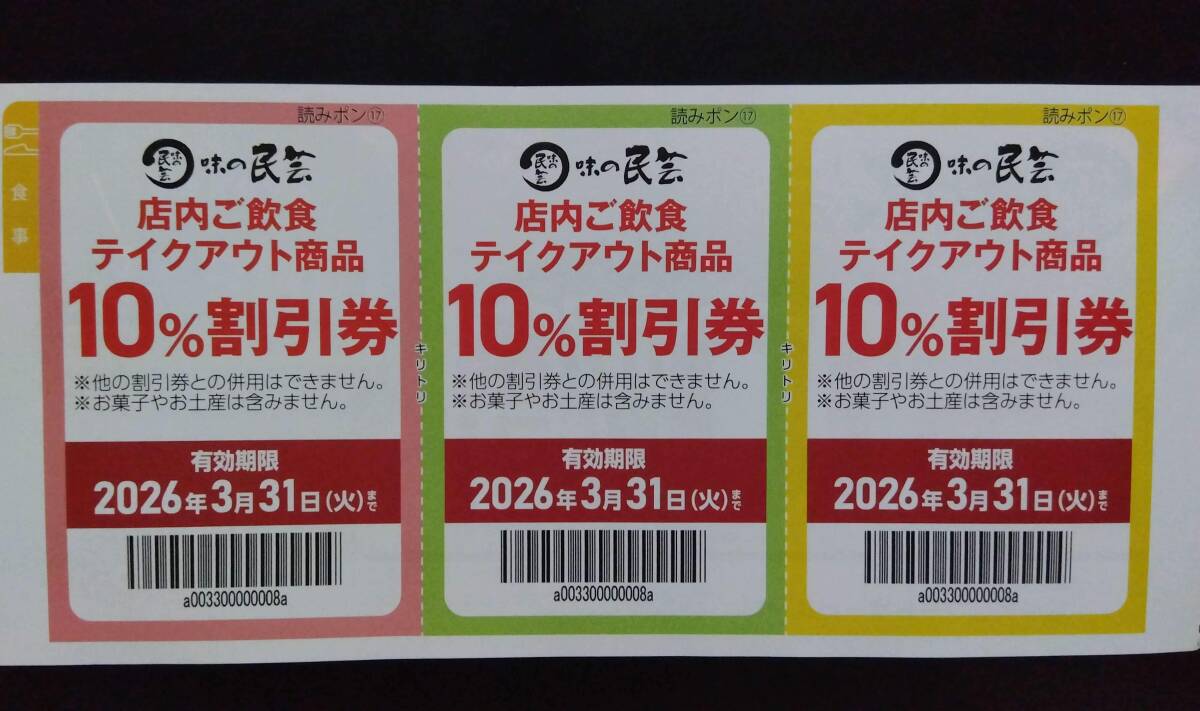 食事
読みポン⑰
味の民芸 味の民芸
店内ご飲食
テイクアウト商品
10%割引券
※他の割引券との併用はできません。
※お菓子やお土産は含みません。
有効期限
2026年3月31日(火)まで
a003300000008a
キリトリ
読みポン⑰
味の民芸 味の民芸
店内ご飲食
テイクアウト商品
10%割引券
※他の割引券との併用はできません。
※お菓子やお土産は含みません。
有効期限
2026年3月31日(火)まで
a003300000008a
キリトリ
読みポン⑰
味の民芸 味の民芸
店内ご飲食
テイクアウト商品
10%割引券
※他の割引券との併用はできません。
※お菓子やお土産は含みません。
有効期限
2026年3月31日(火)まで
a003300000008a